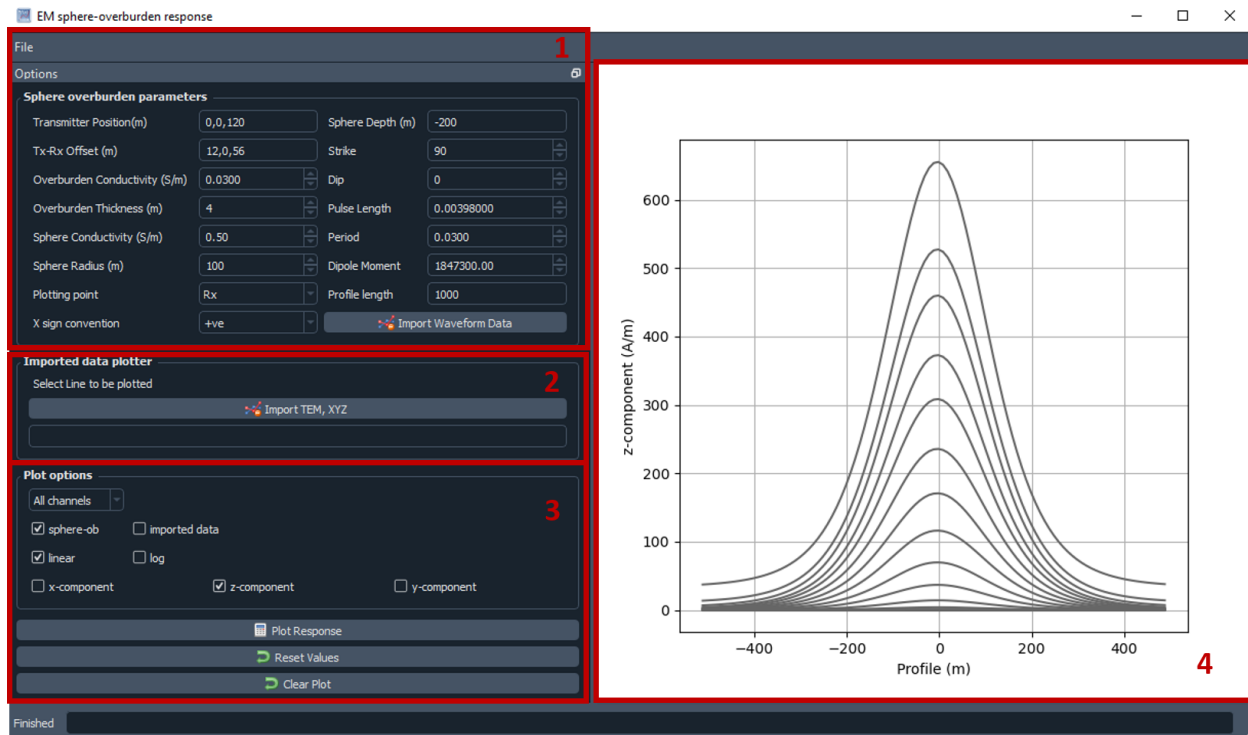 EM sphere-overburden response
File
1
Options
Sphere overburden parameters
Transmitter Position(m) 0,0,120 Sphere Depth (m) -200
Tx-Rx Offset (m) 12,0,56 Strike 90
Overburden Conductivity (S/m) 0.0300 Dip 0
Overburden Thickness (m) 4 Pulse Length 0.00398000
Sphere Conductivity (S/m) 0.50 Period 0.0300
Sphere Radius (m) 100 Dipole Moment 1847300.00
Plotting point Rx Profile length 1000
X sign convention +ve Import Waveform Data
Imported data plotter
Select Line to be plotted
2
Import TEM, XYZ
Plot options
All channels
3
sphere-ob imported data
linear log
x-component z-component y-component
Plot Response
Reset Values
Clear Plot
Finished
z-component (A/m)
600
500
400
300
200
100
0
−400 −200 0 200 400
Profile (m)
4